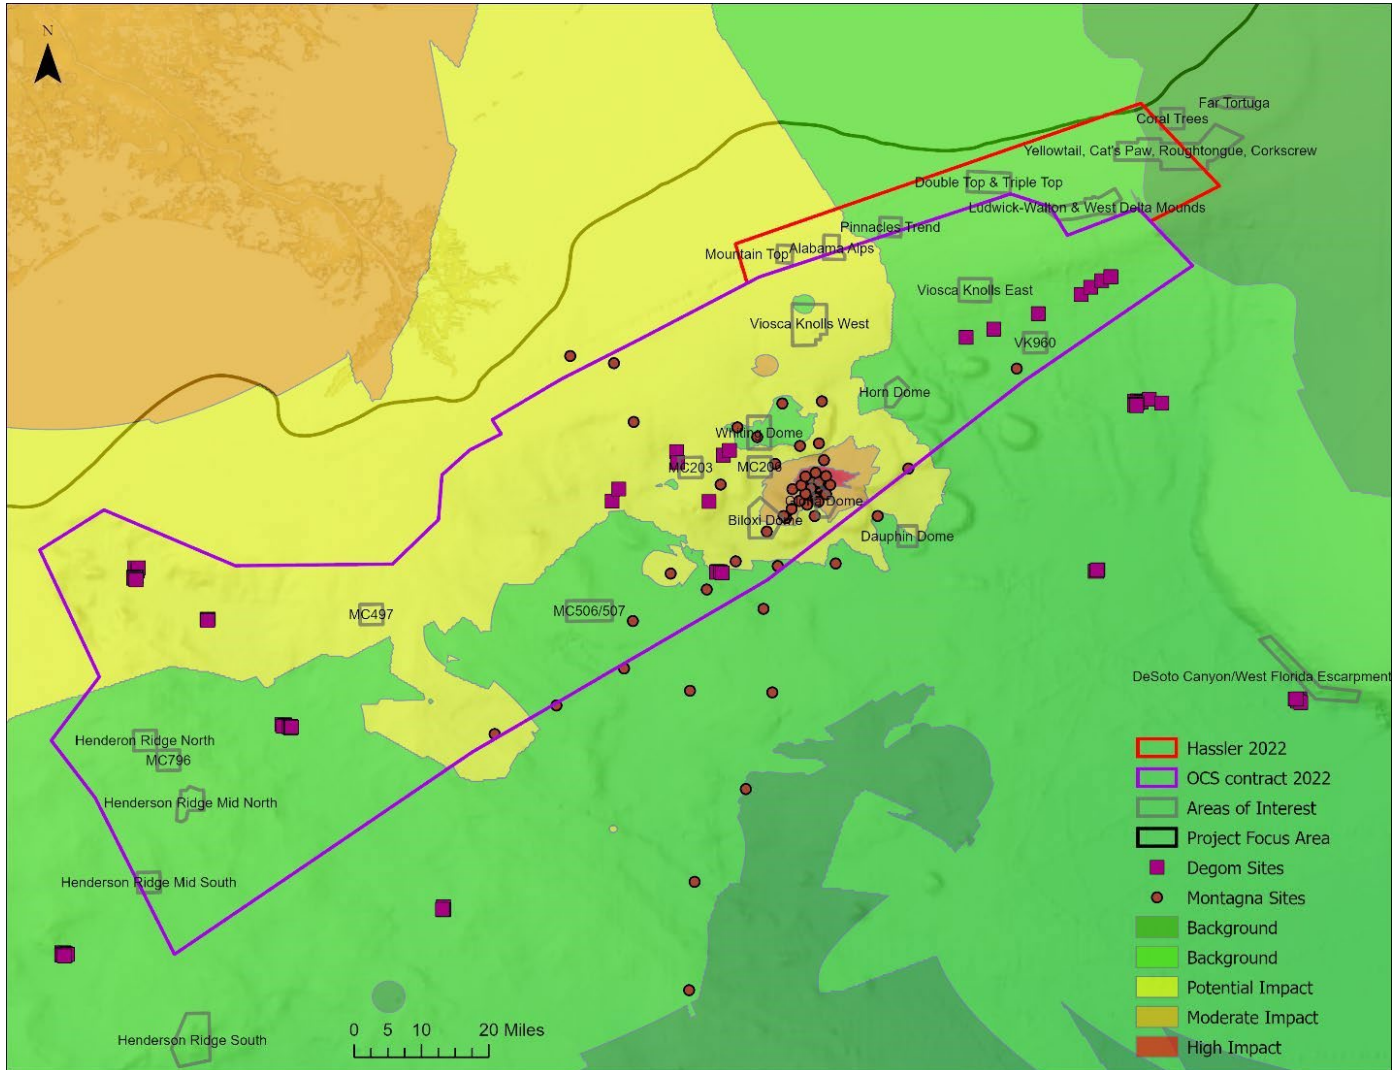 N
Far Tortuga
Coral Trees
Yellowtail, Cat's Paw, Roughtongue, Corkscrew
Double Top & Triple Top
Ludwick-Walton & West Delta Mounds
Pinnacles Trend
Mountain Top
Alabama Alps
Viosca Knolls East
Viosca Knolls West
VK960
Horn Dome
Whiting Dome
MC203
MC206
Gloria Dome
Biloxi Dome
Dauphin Dome
MC497
MC506/507
DeSoto Canyon/West Florida Escarpment
Henderon Ridge North
MC796
Henderson Ridge Mid North
Henderson Ridge Mid South
Henderson Ridge South
0 5 10 20 Miles
Hassler 2022
OCS contract 2022
Areas of Interest
Project Focus Area
Degom Sites
Montagna Sites
Background
Background
Potential Impact
Moderate Impact
High Impact